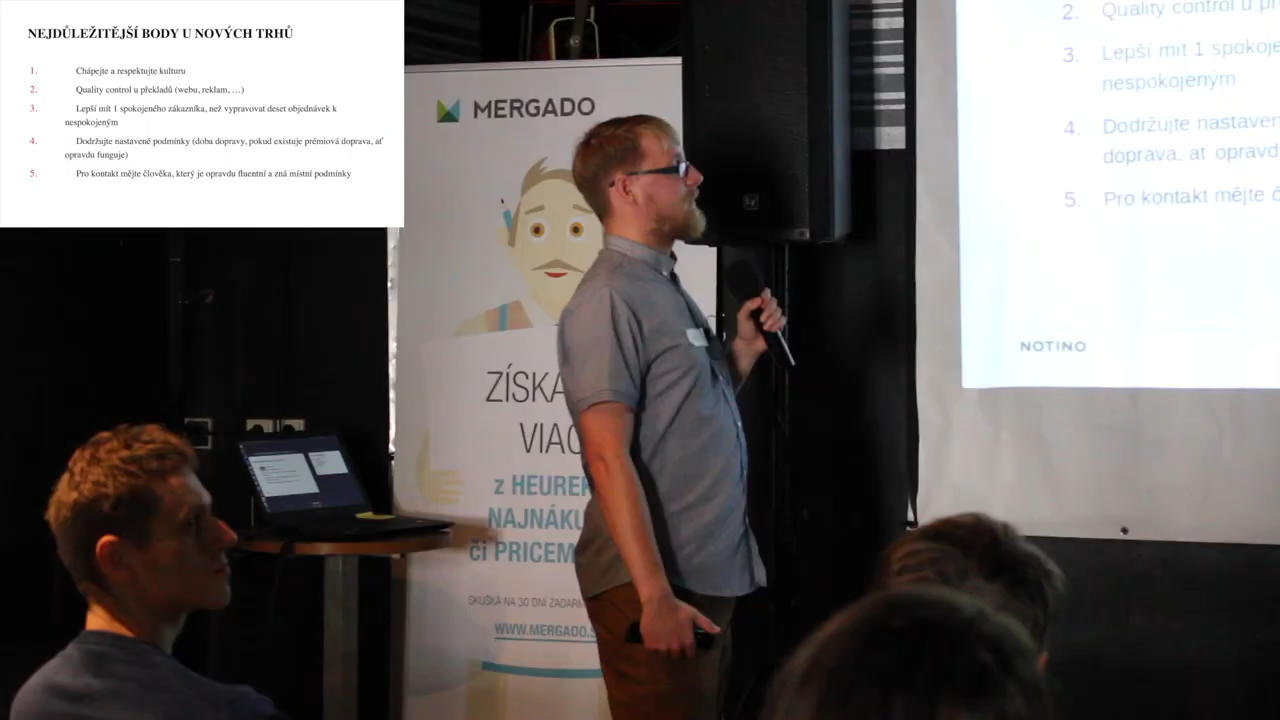 NEJDŮLEŽITĚJŠÍ BODY U NOVÝCH TRHŮ
1. Chápejte a respektujte kulturu
2. Quality control u překladů (webu, reklam, …)
3. Lepší mít 1 spokojeného zákazníka, než vypravovat deset objednávek k
nespokojeným
4. Dodržujte nastavené podmínky (doba dopravy, pokud existuje prémiová doprava, ať
opravdu funguje)
5. Pro kontakt mějte člověka, který je opravdu fluentní a zná místní podmínky
MERGADO
ZÍSKA
VIAC
z HEUREK
NAJNÁKU
či PRICEM
SKÚŠKA NA 30 DNÍ ZADARM
WWW.MERGADO.S
2. Quality control u př
3. Lepší mít 1 spokoje
nespokojeným
4. Dodržujte nastaven
doprava, ať opravd
5. Pro kontakt mějte č
NOTINO